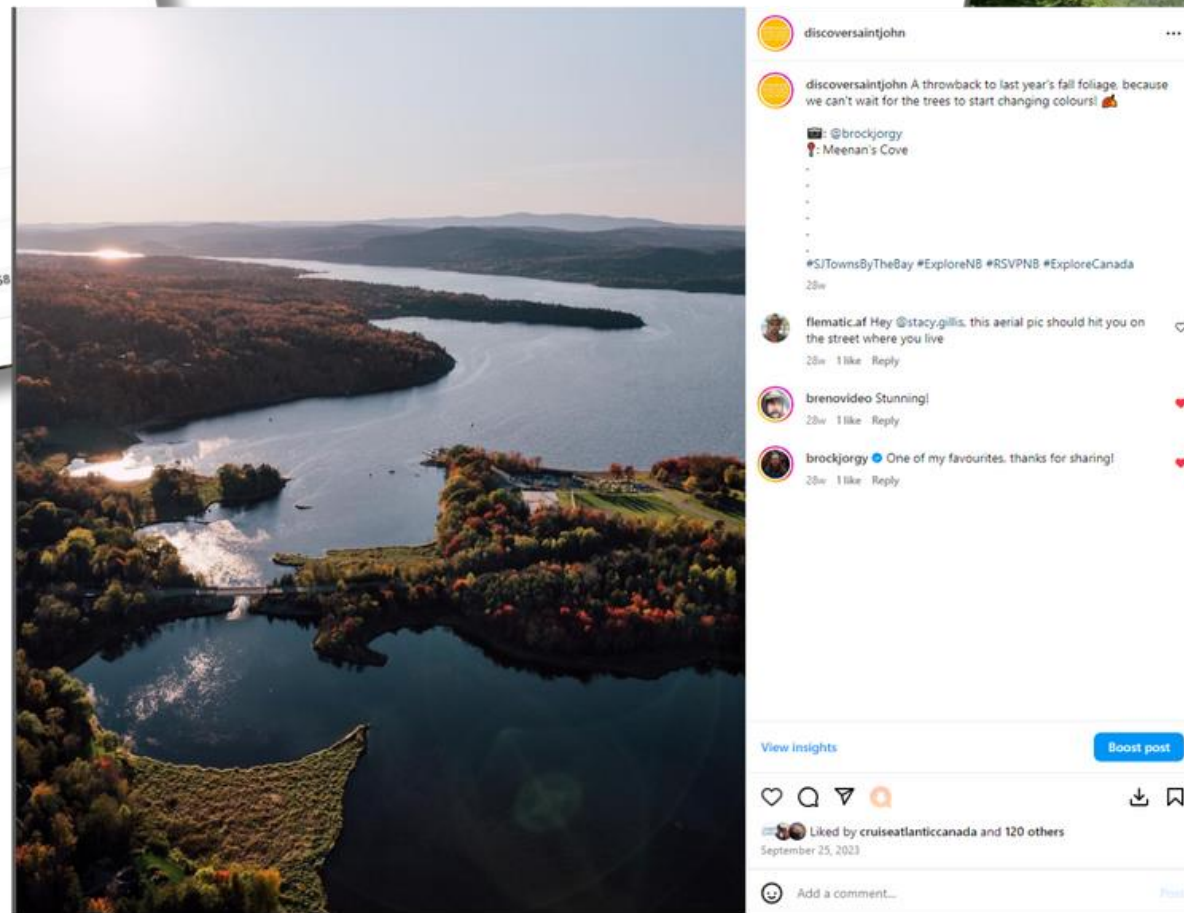 discoversaintjohn
discoversaintjohn A throwback to last year's fall foliage, because
we can't wait for the trees to start changing colours!
: @brockjorgy
: Meenan's Cove
.
.
.
.
.
.
#SJTownsByTheBay #ExploreNB #RSVPNB #ExploreCanada
28w
flematic.af Hey @stacy.gillis, this aerial pic should hit you on
the street where you live
28w 1 like Reply
brenovideo Stunning!
28w 1 like Reply
brockjorgy One of my favourites, thanks for sharing!
28w 1 like Reply
View insights
Boost post
Liked by cruiseatlanticcanada and 120 others
September 25, 2023
Add a comment...
Post